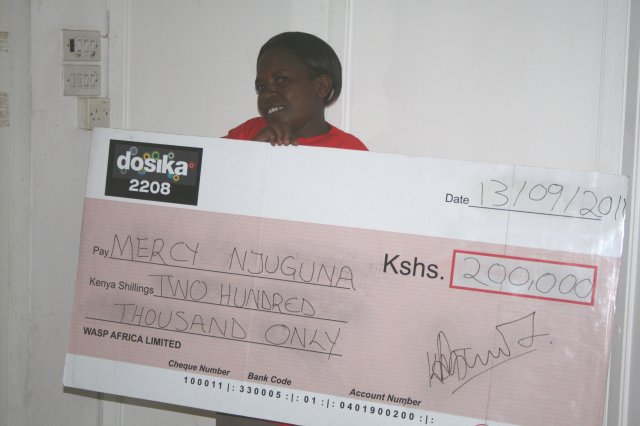 dosika
2208
Date 13/09/2011
Pay MERCY NJUGUNA
Kshs. 200,000
Kenya Shillings TWO HUNDRED
THOUSAND ONLY
WASP AFRICA LIMITED
Cheque Number Bank Code Account Number
100011 |: 330005 :|: 01 :|: 0401900200 :|: